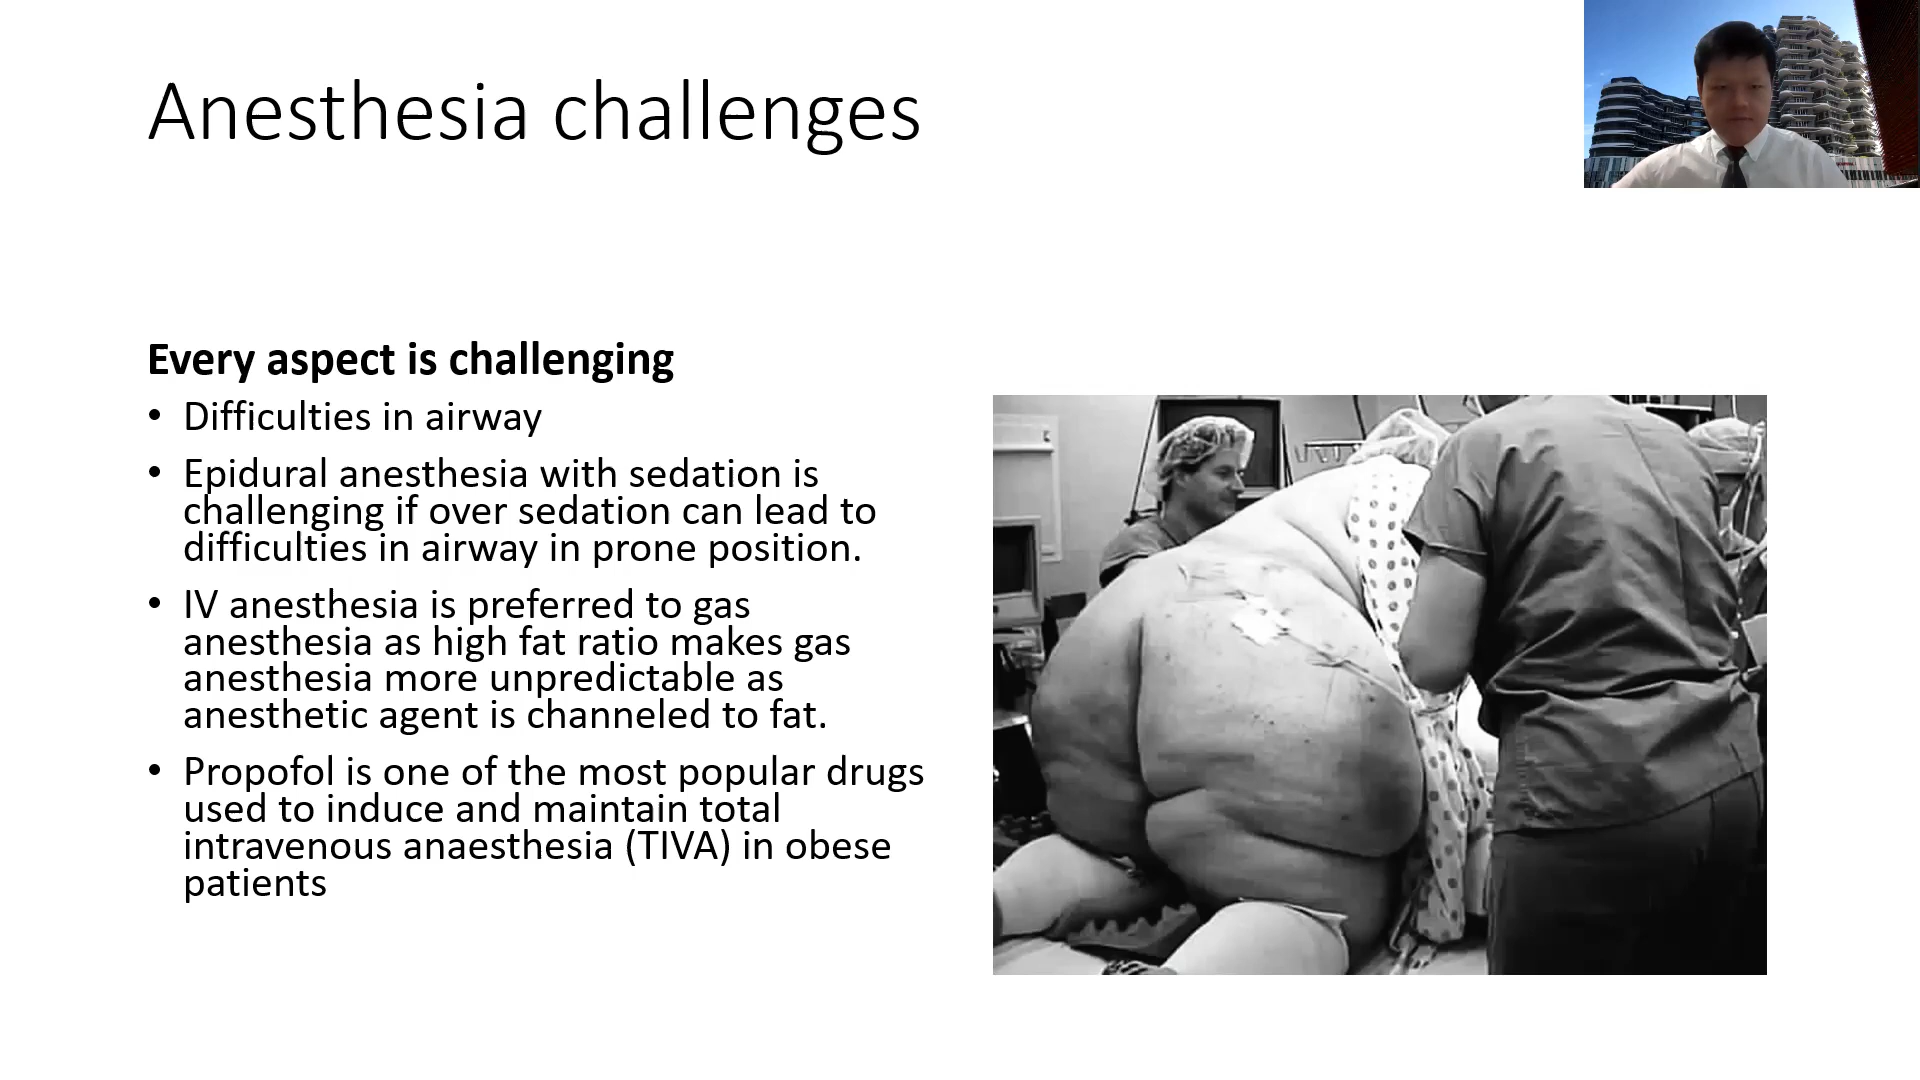 Anesthesia challenges
Every aspect is challenging
• Difficulties in airway
• Epidural anesthesia with sedation is
challenging if over sedation can lead to
difficulties in airway in prone position.
• IV anesthesia is preferred to gas
anesthesia as high fat ratio makes gas
anesthesia more unpredictable as
anesthetic agent is channeled to fat.
• Propofol is one of the most popular drugs
used to induce and maintain total
intravenous anaesthesia (TIVA) in obese
patients